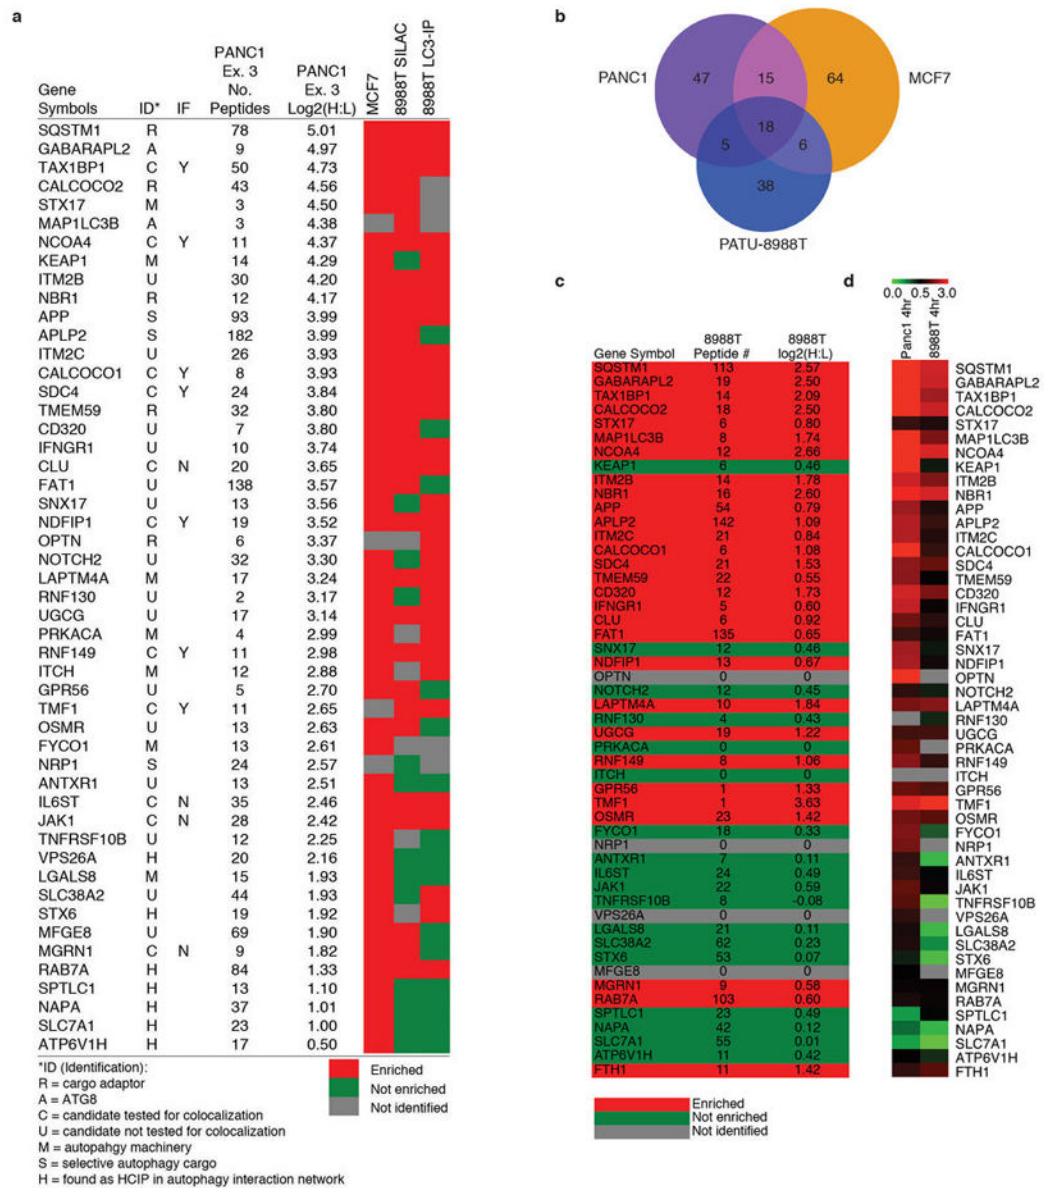 a
Gene Symbols ID* IF PANC1 Ex. 3 No. Peptides PANC1 Ex. 3 Log2(H:L) MCF7 8988T SILAC 8988T LC3-IP
SQSTM1 R 78 5.01
GABARAPL2 A 9 4.97
TAX1BP1 C Y 50 4.73
CALCOCO2 R 43 4.56
STX17 M 3 4.50
MAP1LC3B A 3 4.38
NCOA4 C Y 11 4.37
KEAP1 M 14 4.29
ITM2B U 30 4.20
NBR1 R 12 4.17
APP S 93 3.99
APLP2 S 182 3.99
ITM2C U 26 3.93
CALCOCO1 C Y 8 3.93
SDC4 C Y 24 3.84
TMEM59 R 32 3.80
CD320 U 7 3.80
IFNGR1 U 10 3.74
CLU C N 20 3.65
FAT1 U 138 3.57
SNX17 U 13 3.56
NDFIP1 C Y 19 3.52
OPTN R 6 3.37
NOTCH2 U 32 3.30
LAPTM4A M 17 3.24
RNF130 U 2 3.17
UGCG U 17 3.14
PRKACA M 4 2.99
RNF149 C Y 11 2.98
ITCH M 12 2.88
GPR56 U 5 2.70
TMF1 C Y 11 2.65
OSMR U 13 2.63
FYCO1 M 13 2.61
NRP1 S 24 2.57
ANTXR1 U 13 2.51
IL6ST C N 35 2.46
JAK1 C N 28 2.42
TNFRSF10B U 12 2.25
VPS26A H 20 2.16
LGALS8 M 15 1.93
SLC38A2 U 44 1.93
STX6 H 19 1.92
MFGE8 U 69 1.90
MGRN1 C N 9 1.82
RAB7A H 84 1.33
SPTLC1 H 13 1.10
NAPA H 37 1.01
SLC7A1 H 23 1.00
ATP6V1H H 17 0.50
*ID (Identification):
R = cargo adaptor
A = ATG8
C = candidate tested for colocalization
U = candidate not tested for colocalization
M = autopahgy machinery
S = selective autophagy cargo
H = found as HCIP in autophagy interaction network
Enriched
Not enriched
Not identified
b
PANC1 47 15 64 MCF7
18
5 6
38
PATU-8988T
c
Gene Symbol 8988T Peptide # 8988T log2(H:L)
SQSTM1 113 2.57
GABARAPL2 19 2.50
TAX1BP1 14 2.09
CALCOCO2 18 2.50
STX17 6 0.80
MAP1LC3B 8 1.74
NCOA4 12 2.66
KEAP1 6 0.46
ITM2B 14 1.78
NBR1 16 2.60
APP 54 0.79
APLP2 142 1.09
ITM2C 21 0.84
CALCOCO1 6 1.08
SDC4 21 1.53
TMEM59 22 0.55
CD320 12 1.73
IFNGR1 5 0.60
CLU 6 0.92
FAT1 135 0.65
SNX17 12 0.46
NDFIP1 13 0.67
OPTN 0 0
NOTCH2 12 0.45
LAPTM4A 10 1.84
RNF130 4 0.43
UGCG 19 1.22
PRKACA 0 0
RNF149 8 1.06
ITCH 0 0
GPR56 1 1.33
TMF1 1 3.63
OSMR 23 1.42
FYCO1 18 0.33
NRP1 0 0
ANTXR1 7 0.11
IL6ST 24 0.49
JAK1 22 0.59
TNFRSF10B 8 -0.08
VPS26A 0 0
LGALS8 21 0.11
SLC38A2 62 0.23
STX6 53 0.07
MFGE8 0 0
MGRN1 9 0.58
RAB7A 103 0.60
SPTLC1 23 0.49
NAPA 42 0.12
SLC7A1 55 0.01
ATP6V1H 11 0.42
FTH1 11 1.42
Enriched
Not enriched
Not identified
d
0.0 0.5 3.0
Panc1 4hr 8988T 4hr
SQSTM1
GABARAPL2
TAX1BP1
CALCOCO2
STX17
MAP1LC3B
NCOA4
KEAP1
ITM2B
NBR1
APP
APLP2
ITM2C
CALCOCO1
SDC4
TMEM59
CD320
IFNGR1
CLU
FAT1
SNX17
NDFIP1
OPTN
NOTCH2
LAPTM4A
RNF130
UGCG
PRKACA
RNF149
ITCH
GPR56
TMF1
OSMR
FYCO1
NRP1
ANTXR1
IL6ST
JAK1
TNFRSF10B
VPS26A
LGALS8
SLC38A2
STX6
MFGE8
MGRN1
RAB7A
SPTLC1
NAPA
SLC7A1
ATP6V1H
FTH1